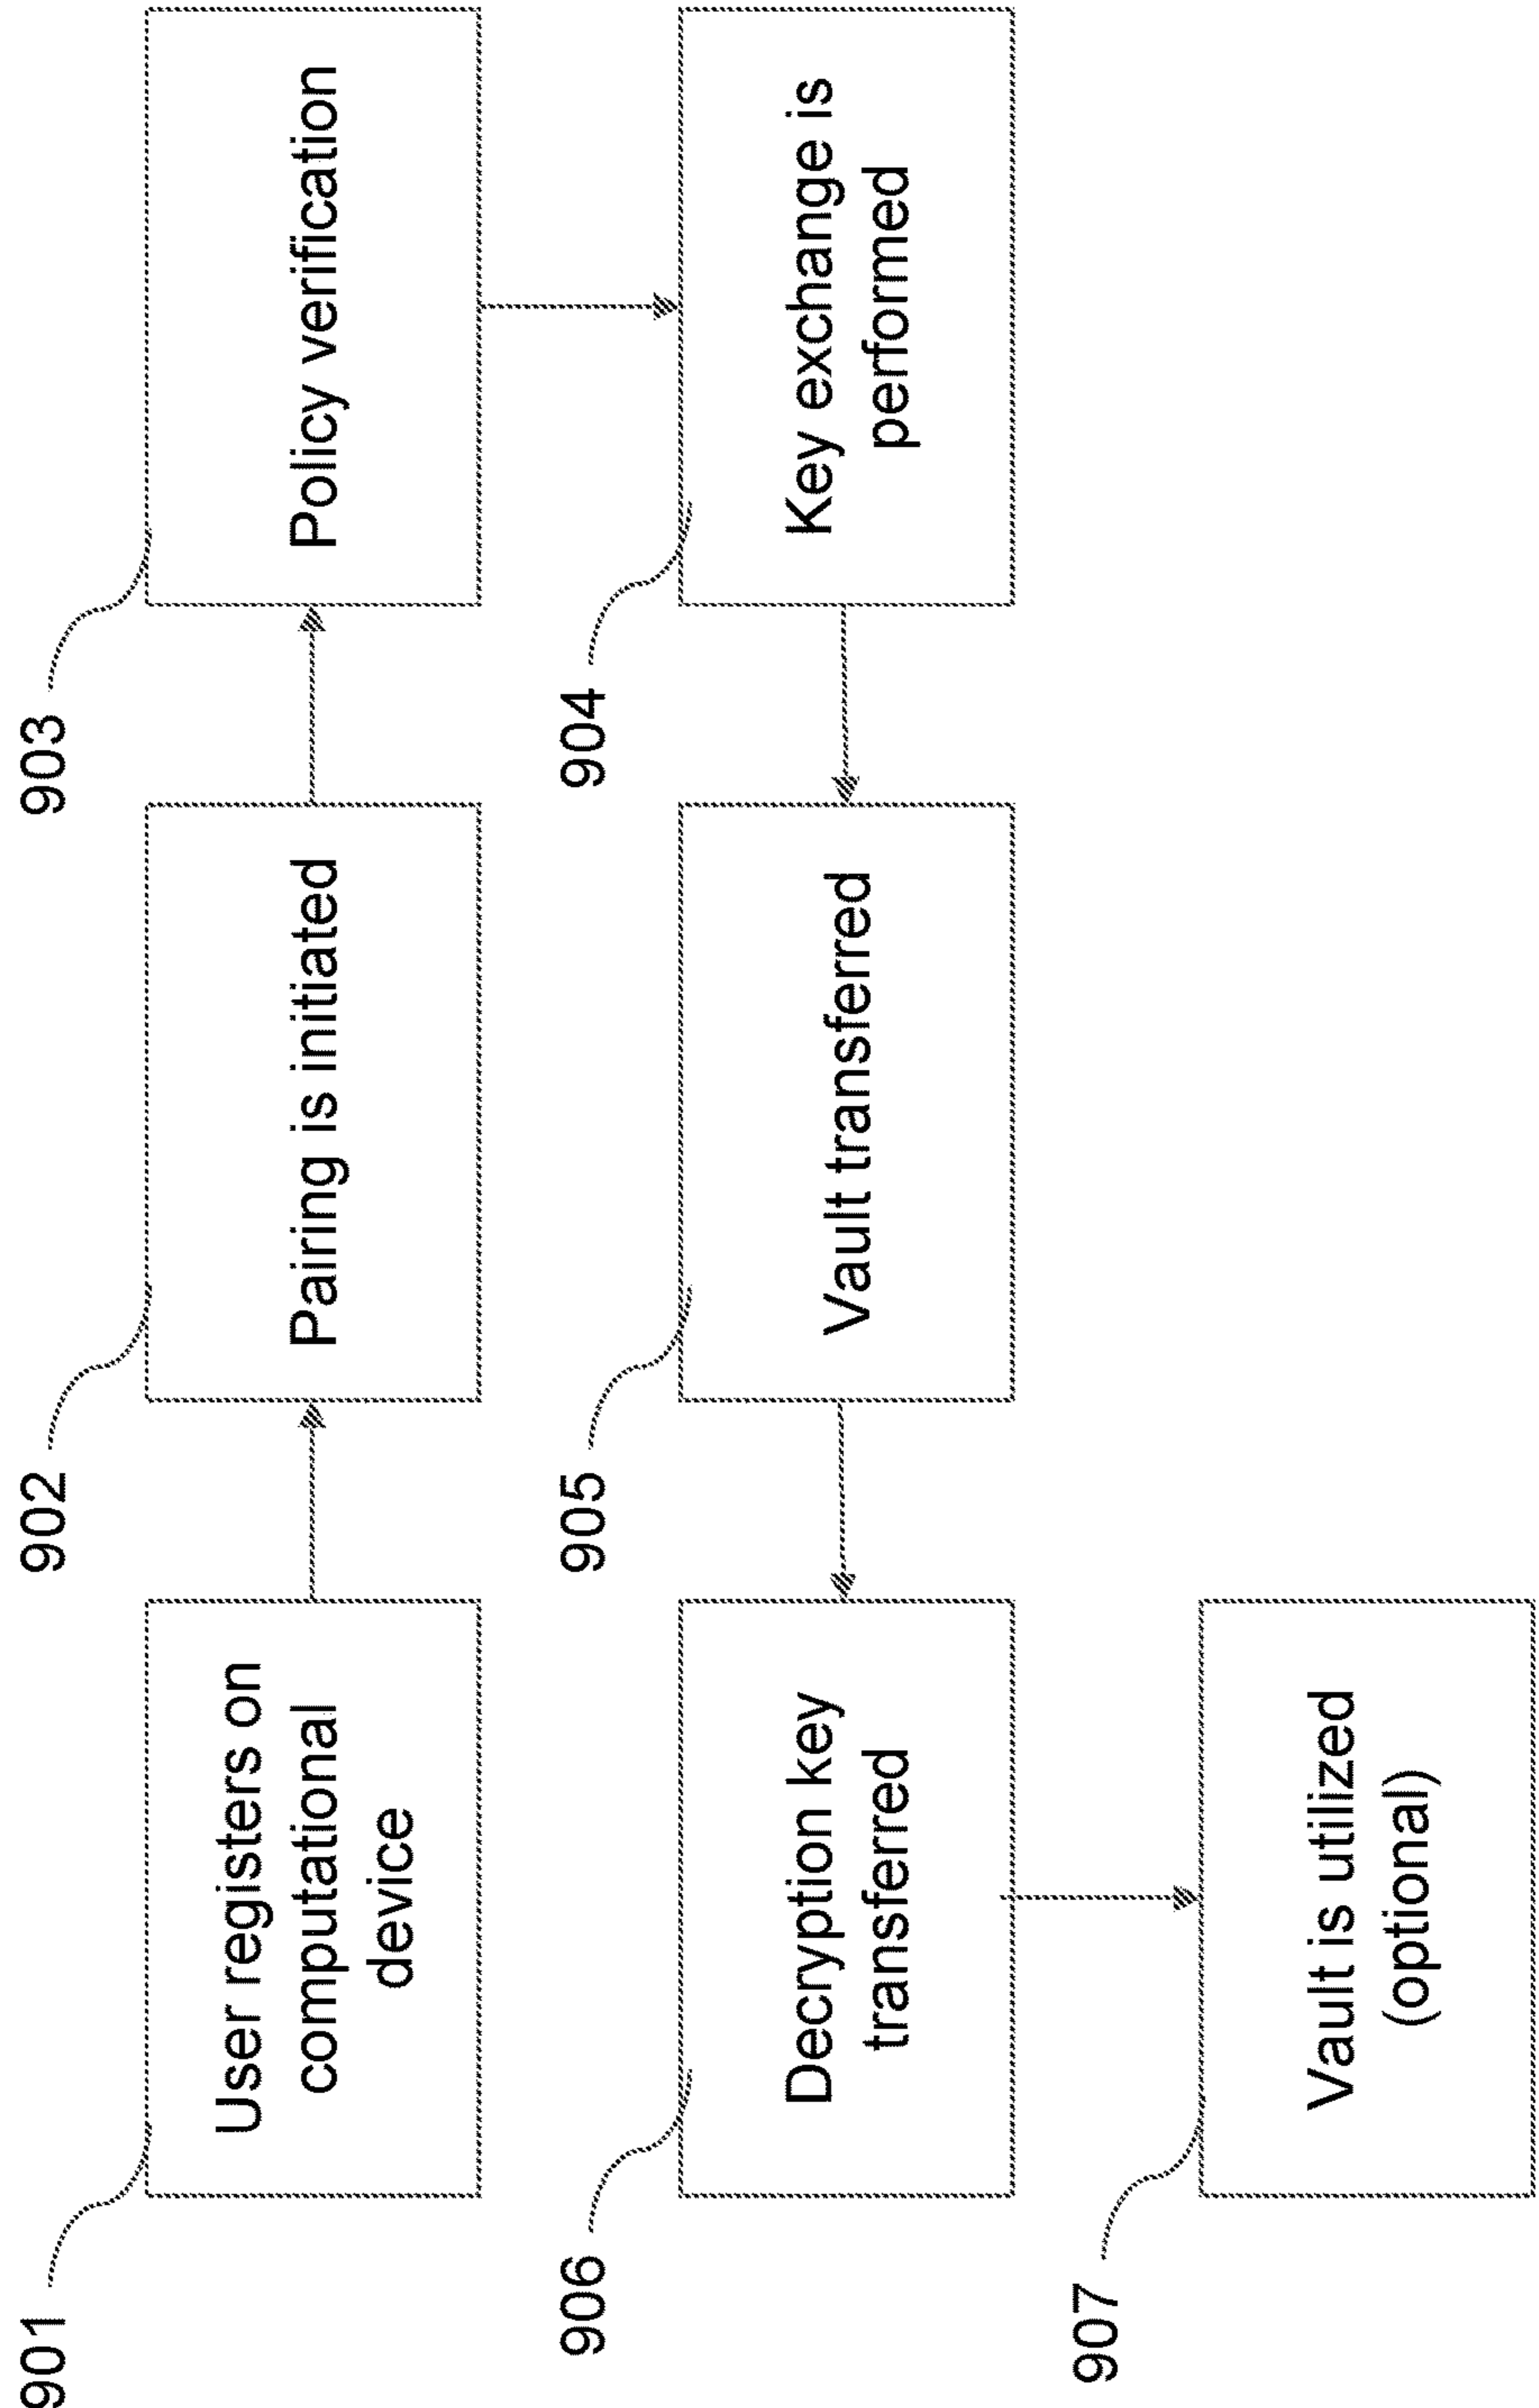 901
User registers on
computational
device
902
Pairing is initiated
903
Policy verification
904
Key exchange is
performed
905
Vault transferred
906
Decryption key
transferred
907
Vault is utilized
(optional)